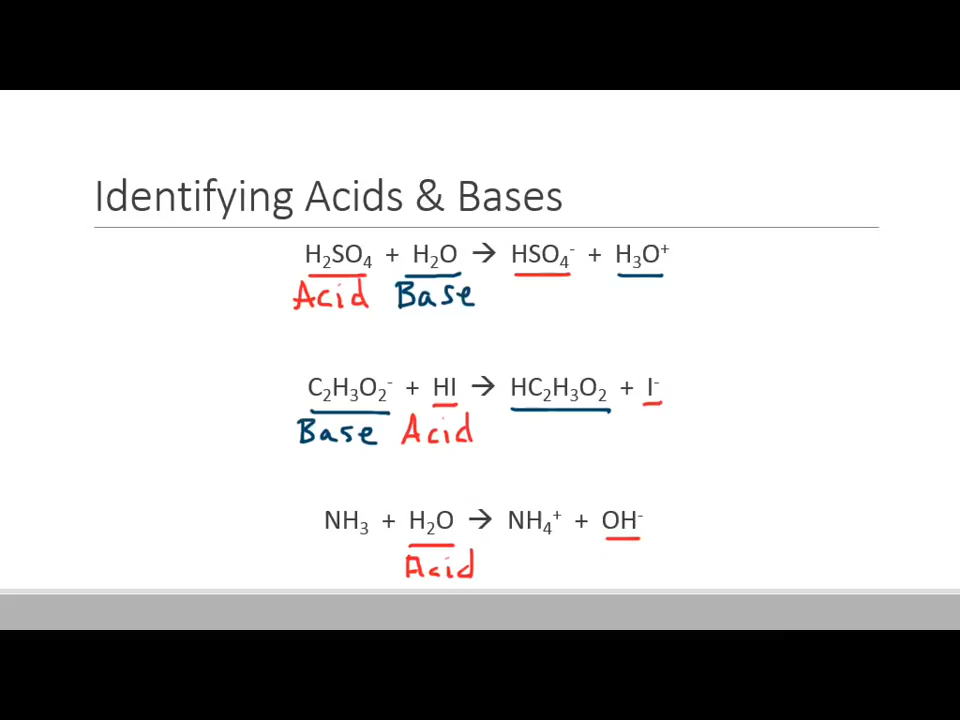 Identifying Acids & Bases
H₂SO₄ + H₂O → HSO₄⁻ + H₃O⁺
Acid Base
C₂H₃O₂⁻ + HI → HC₂H₃O₂ + I⁻
Base Acid
NH₃ + H₂O → NH₄⁺ + OH⁻
Acid